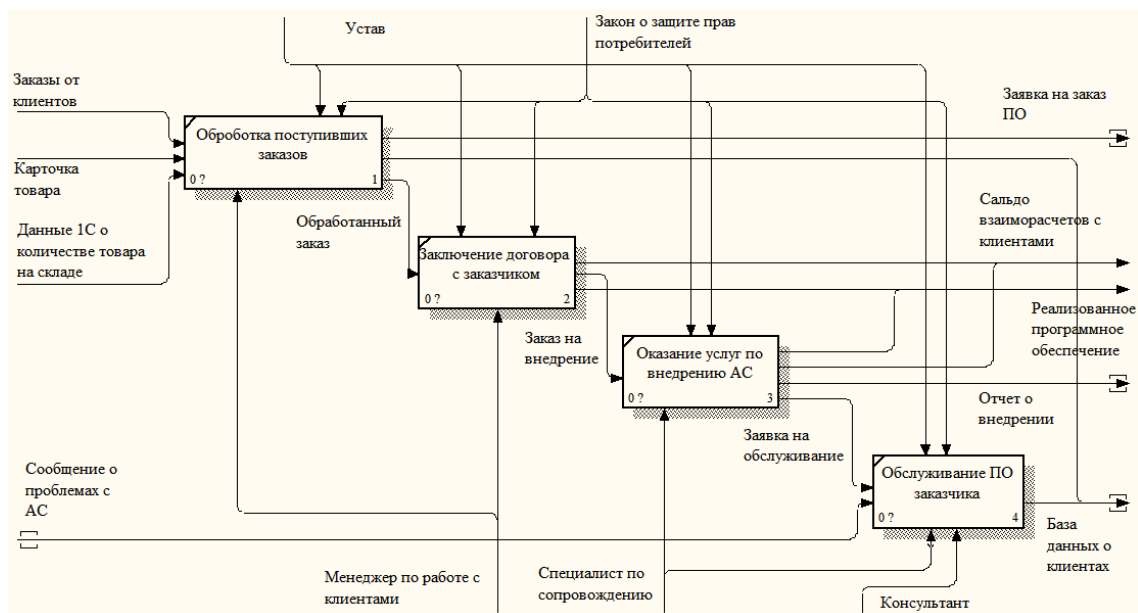 Устав
Закон о защите прав
потребителей
Заказы от
клиентов
Заявка на заказ
ПО
Обработка поступивших
заказов
0 ?
1
Карточка
товара
Данные 1С о
количестве товара
на складе
Обработанный
заказ
Сальдо
взаиморасчетов с
клиентами
Заключение договора
с заказчиком
0 ?
2
Заказ на
внедрение
Реализованное
программное
обеспечение
Оказание услуг по
внедрению АС
0 ?
3
Отчет о
внедрении
Заявка на
обслуживание
Сообщение о
проблемах с
АС
Обслуживание ПО
заказчика
0 ?
4
База
данных о
клиентах
Менеджер по работе с
клиентами
Специалист по
сопровождению
Консультант